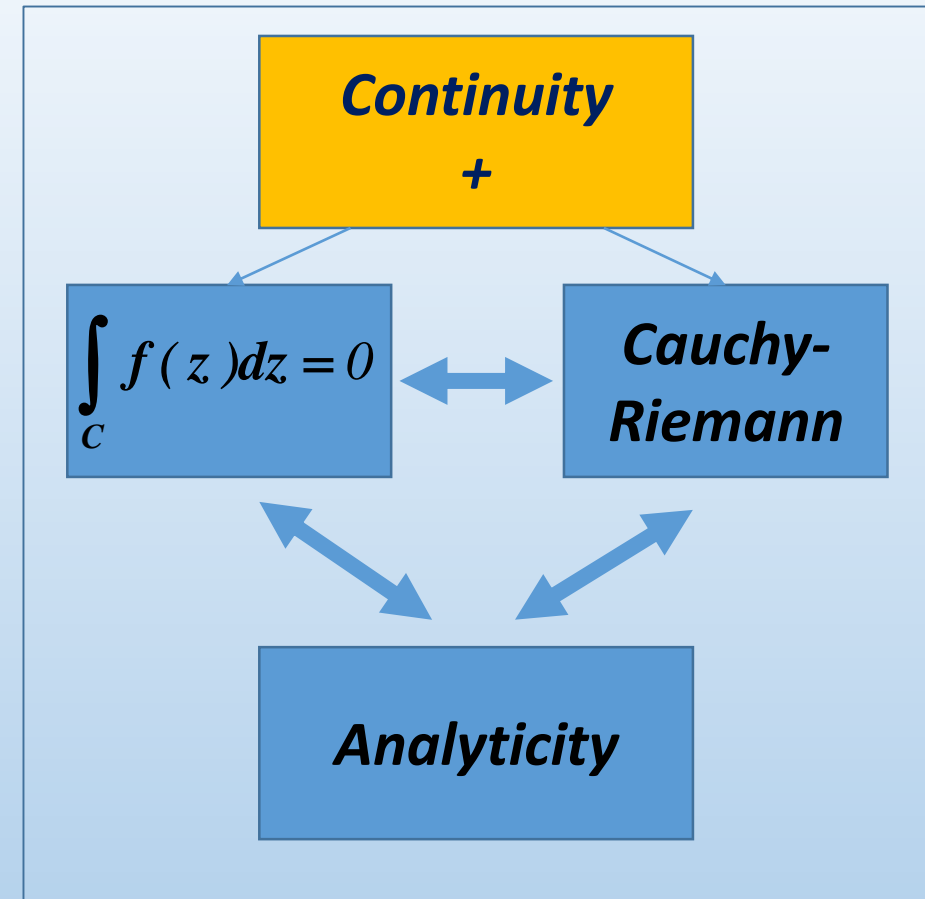 Continuity
+
∫ f ( z )dz = 0
C
Cauchy-
Riemann
Analyticity